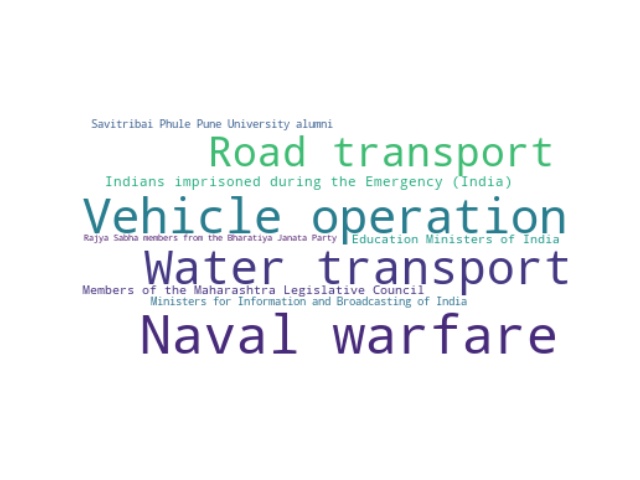 Savitribai Phule Pune University alumni
Road transport
Indians imprisoned during the Emergency (India)
Vehicle operation
Rajya Sabha members from the Bharatiya Janata Party
Education Ministers of India
Water transport
Members of the Maharashtra Legislative Council
Ministers for Information and Broadcasting of India
Naval warfare